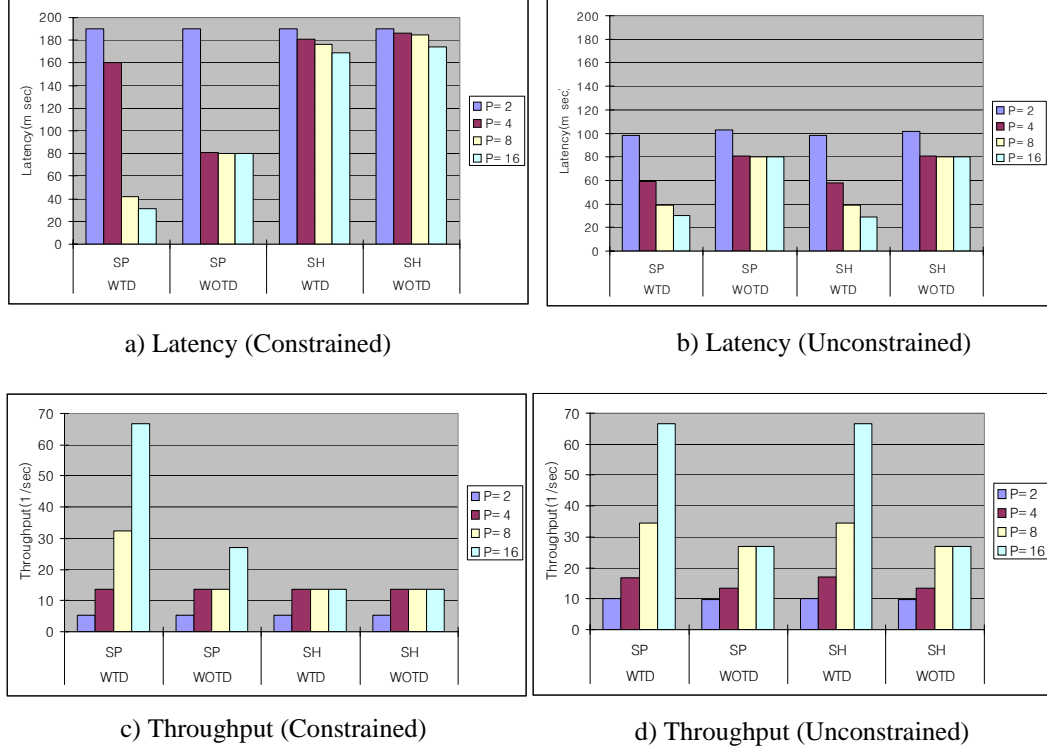 Latency(m sec)
200
180
160
140
120
100
80
60
40
20
0
SP SP SH SH
WTD WOTD WTD WOTD
P= 2
P= 4
P= 8
P= 16
a) Latency (Constrained)
Latency(m sec;
200
180
160
140
120
100
80
60
40
20
0
SP SP SH SH
WTD WOTD WTD WOTD
P= 2
P= 4
P= 8
P= 16
b) Latency (Unconstrained)
Throughput(1/sec)
70
60
50
40
30
20
10
0
SP SP SH SH
WTD WOTD WTD WOTD
P= 2
P= 4
P= 8
P= 16
c) Throughput (Constrained)
Throughput(1/sec)
70
60
50
40
30
20
10
0
SP SP SH SH
WTD WOTD WTD WOTD
P= 2
P= 4
P= 8
P= 16
d) Throughput (Unconstrained)